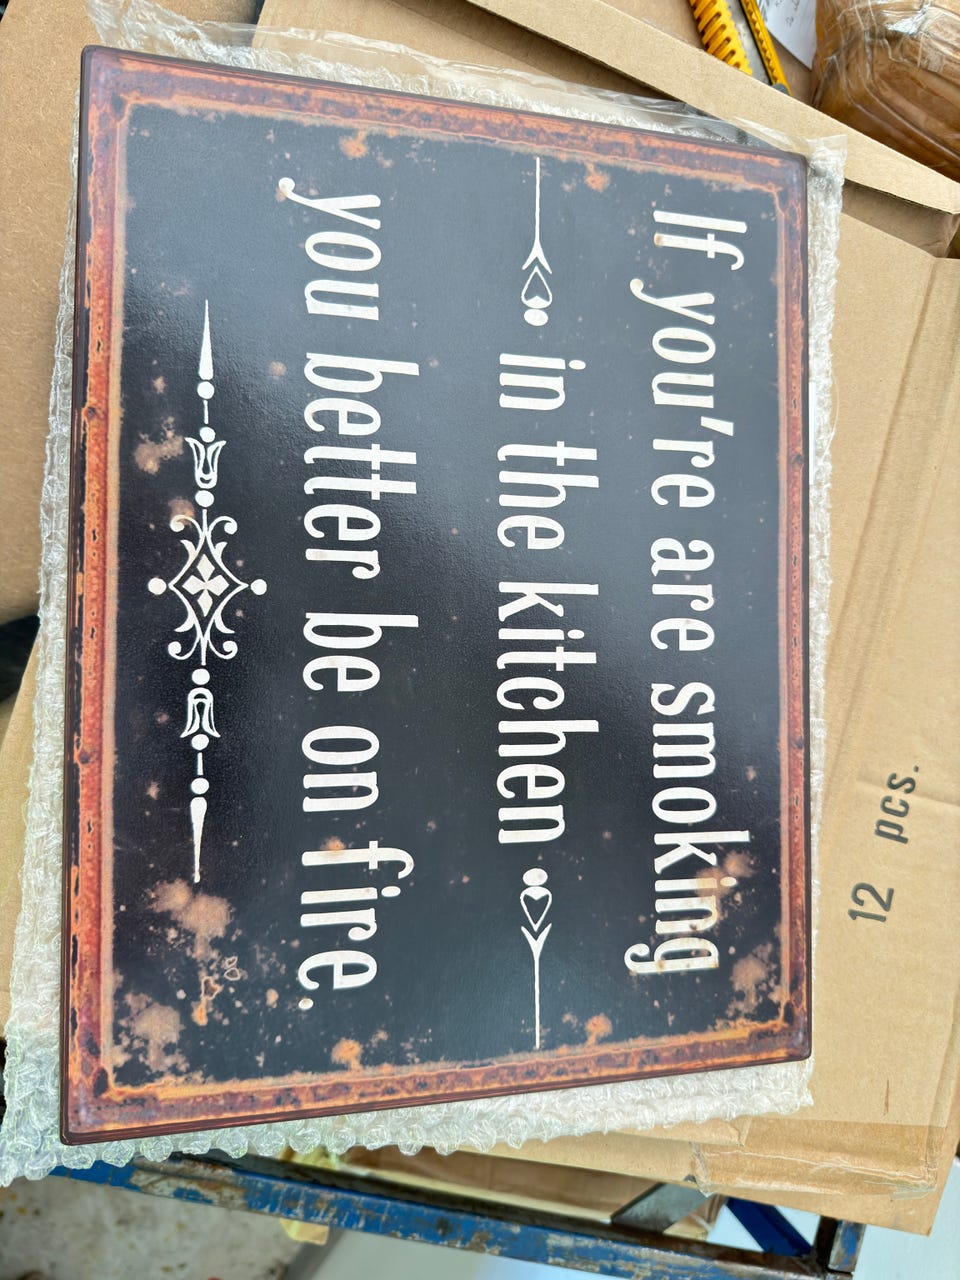 If you're are smoking
in the kitchen
you better be on fire.
12 pcs.